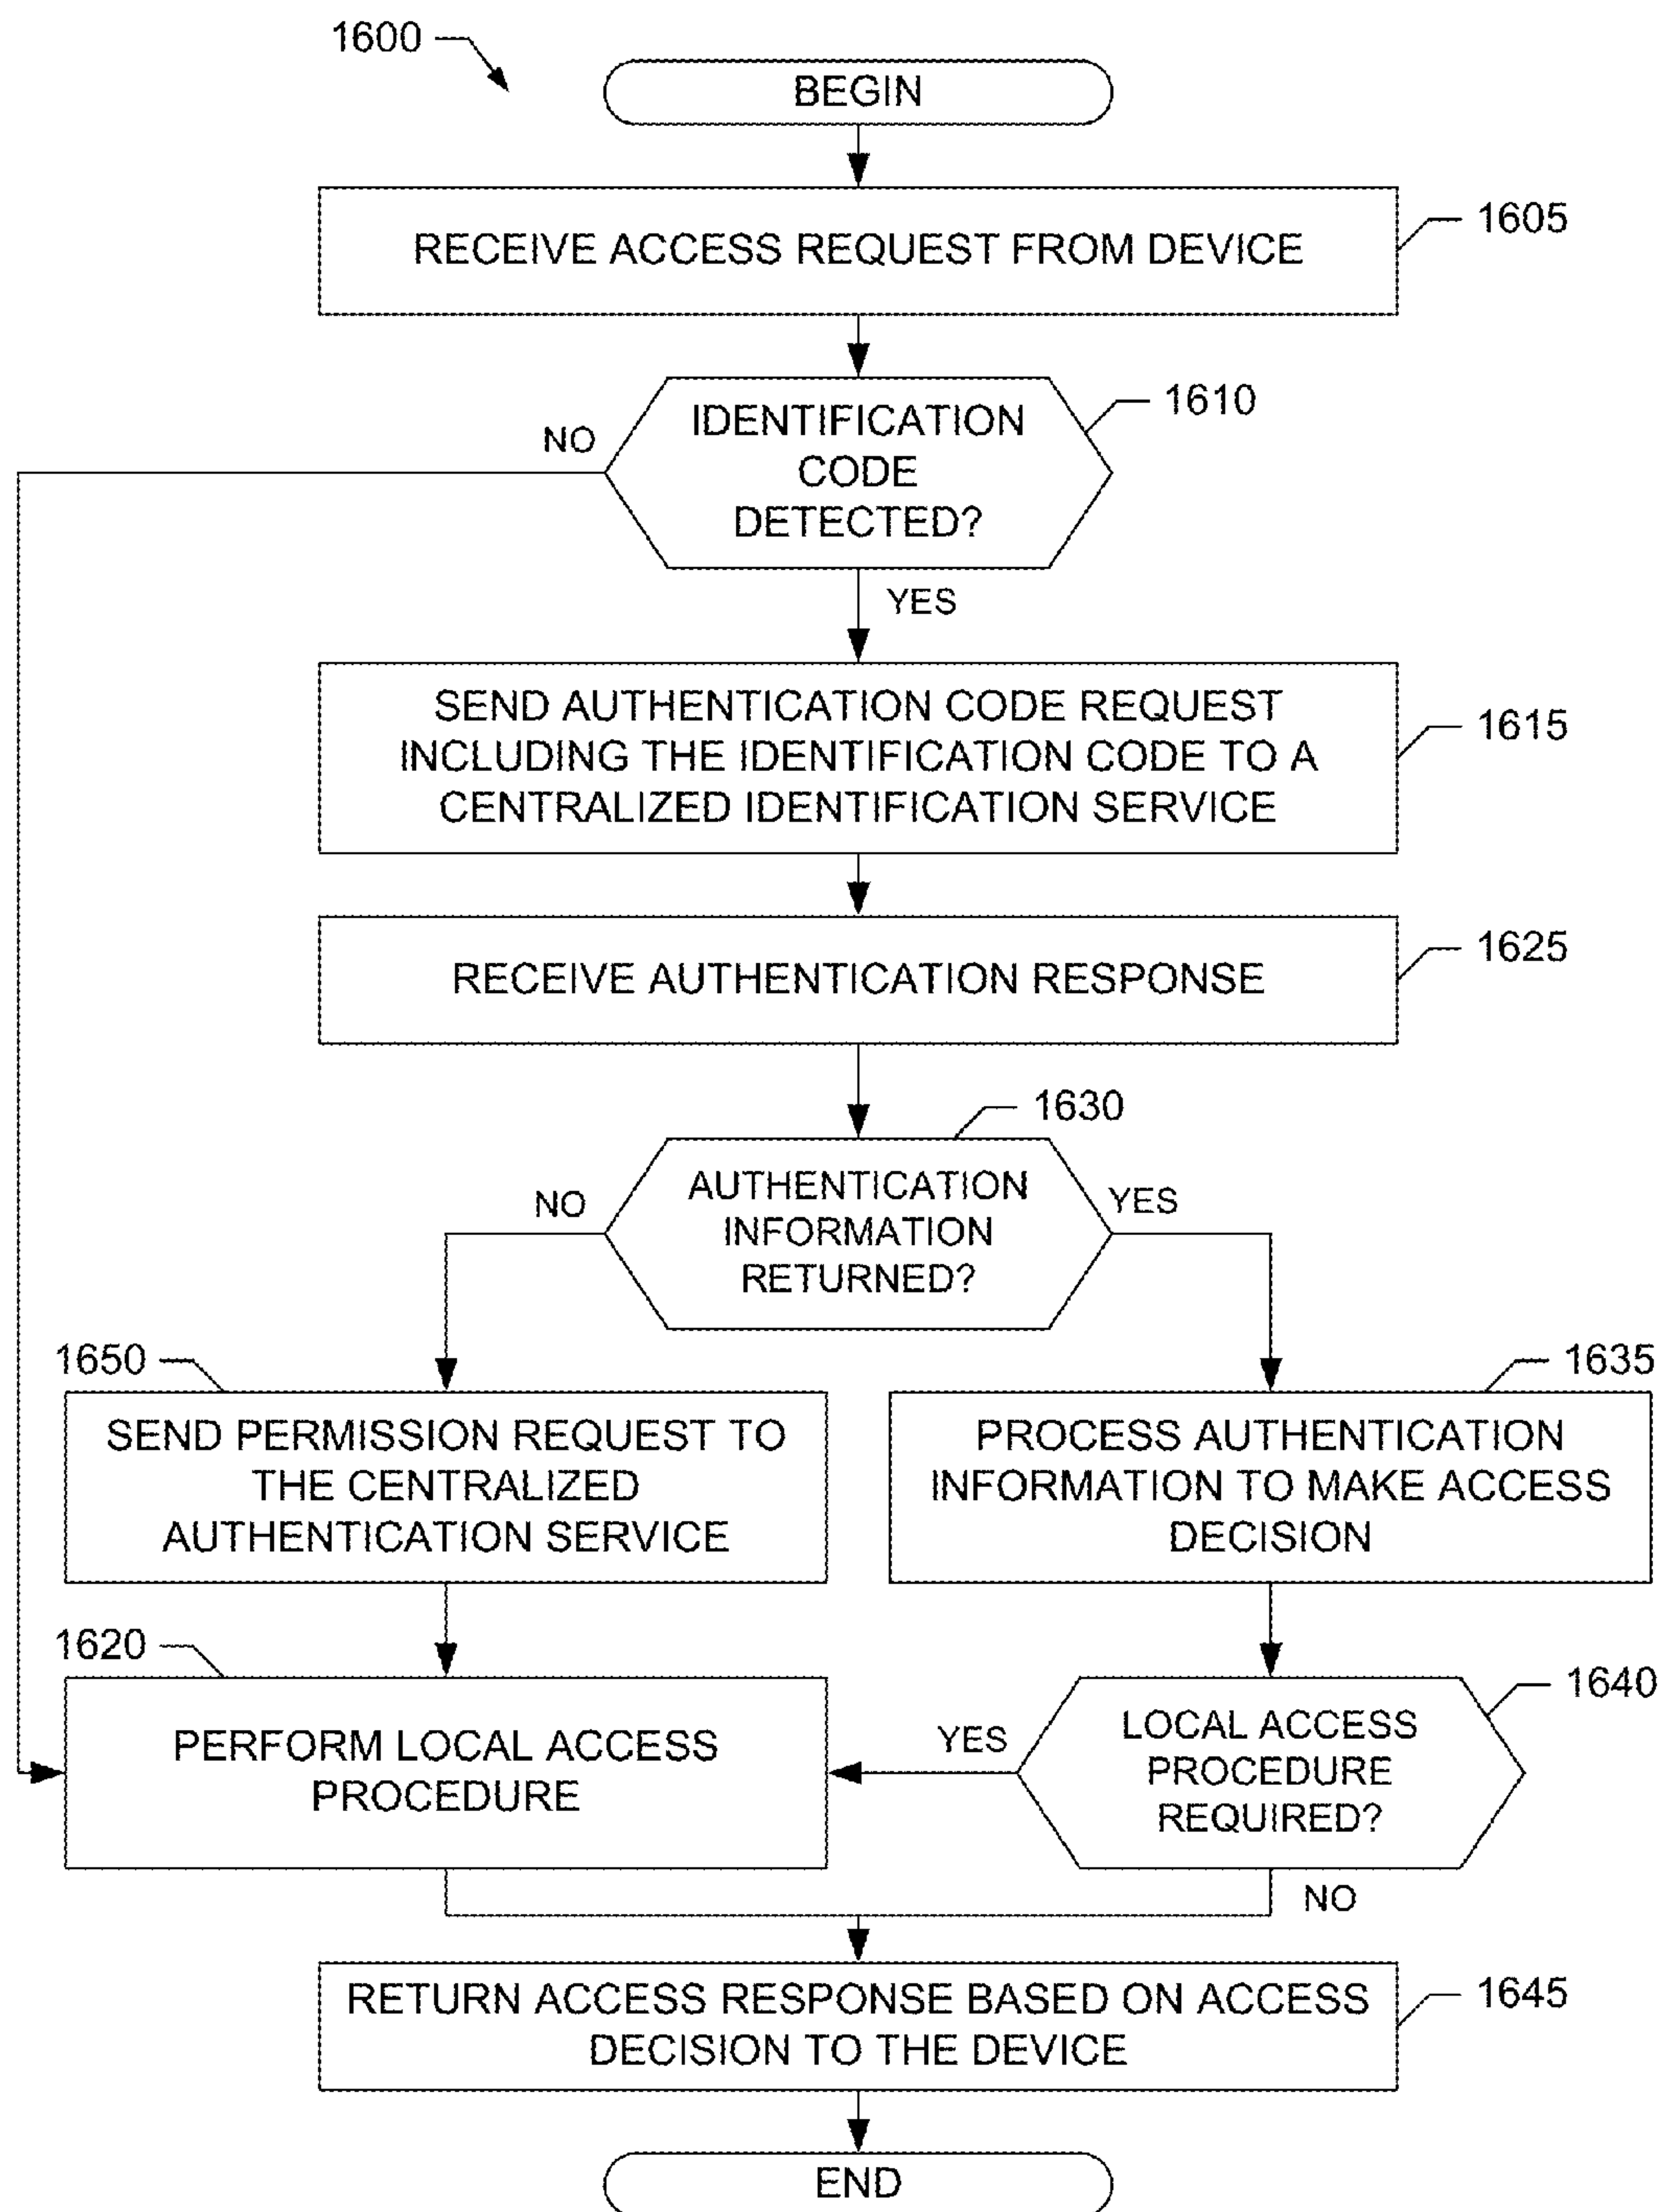 1600
BEGIN
RECEIVE ACCESS REQUEST FROM DEVICE
1605
IDENTIFICATION
CODE
DETECTED?
1610
NO
YES
SEND AUTHENTICATION CODE REQUEST
INCLUDING THE IDENTIFICATION CODE TO A
CENTRALIZED IDENTIFICATION SERVICE
1615
RECEIVE AUTHENTICATION RESPONSE
1625
1630
AUTHENTICATION
INFORMATION
RETURNED?
NO
YES
1650
SEND PERMISSION REQUEST TO
THE CENTRALIZED
AUTHENTICATION SERVICE
1635
PROCESS AUTHENTICATION
INFORMATION TO MAKE ACCESS
DECISION
1620
PERFORM LOCAL ACCESS
PROCEDURE
YES
1640
LOCAL ACCESS
PROCEDURE
REQUIRED?
NO
RETURN ACCESS RESPONSE BASED ON ACCESS
DECISION TO THE DEVICE
1645
END